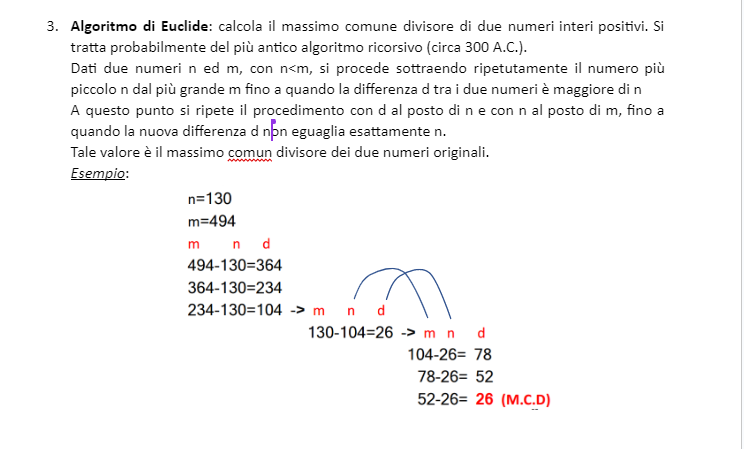 3. Algoritmo di Euclide: calcola il massimo comune divisore di due numeri interi positivi. Si
tratta probabilmente del più antico algoritmo ricorsivo (circa 300 A.C.).
Dati due numeri n ed m, con n<m, si procede sottraendo ripetutamente il numero più
piccolo n dal più grande m fino a quando la differenza d tra i due numeri è maggiore di n
A questo punto si ripete il procedimento con d al posto di n e con n al posto di m, fino a
quando la nuova differenza d non eguaglia esattamente n.
Tale valore è il massimo comun divisore dei due numeri originali.
Esempio:
n=130
m=494
m n d
494-130=364
364-130=234
234-130=104 -> m n d
130-104=26 -> m n d
104-26= 78
78-26= 52
52-26= 26 (M.C.D)